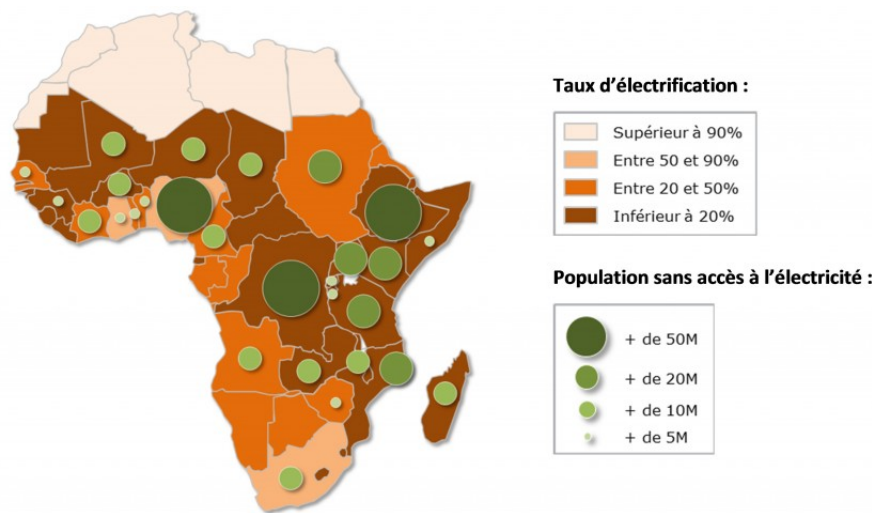 Taux d'électrification :
Supérieur à 90%
Entre 50 et 90%
Entre 20 et 50%
Inférieur à 20%
Population sans accès à l'électricité :
+ de 50M
+ de 20M
+ de 10M
+ de 5M